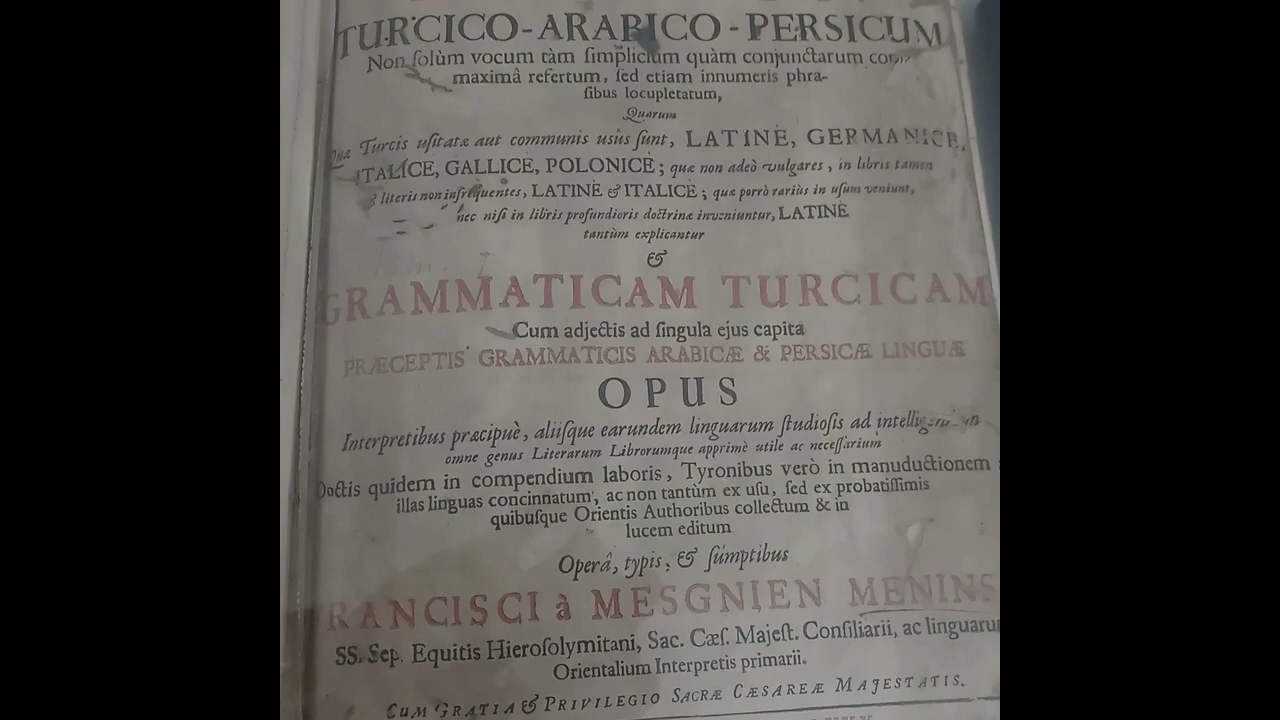 TURCICO-ARABICO-PERSICUM
Non ſolùm vocum tàm ſimplicium quàm conjunctarum
maximâ refertum, ſed etiam innumeris phra-
ſibus locupletatum,
Quarum
Quæ Turcis uſitatæ aut communis usûs ſunt, LATINÈ, GERMANICE,
ITALICE, GALLICE, POLONICÈ; quæ non adeò vulgares, in libris tamen
& literis non infrequentes, LATINÈ & ITALICÈ; quæ porrò rariùs in uſum veniunt,
nec niſi in libris profundioris doctrinæ inveniuntur, LATINÈ
tantùm explicantur
&
GRAMMATICAM TURCICAM
Cum adjectis ad ſingula ejus capita
PRÆCEPTIS GRAMMATICIS ARABICÆ & PERSICÆ LINGUÆ
OPUS
Interpretibus præcipuè, aliiſque earundem linguarum ſtudioſis ad
omne genus Literarum Librorumque apprimè utile ac neceſſarium
Doctis quidem in compendium laboris, Tyronibus verò in manuductionem
illas linguas concinnatum, ac non tantùm ex uſu, ſed ex probatiſſimis
quibuſque Orientis Authoribus collectum & in
lucem editum
Operâ, typis, & ſúmptibus
FRANCISCI à MESGNIEN MENINS
SS. Sep. Equitis Hieroſolymitani, Sac. Cæſ. Majeſt. Conſiliarii, ac linguaru
Orientalium Interpretis primarii.
CUM GRATIA & PRIVILEGIO SACRÆ CÆSAREÆ MAJESTATIS.